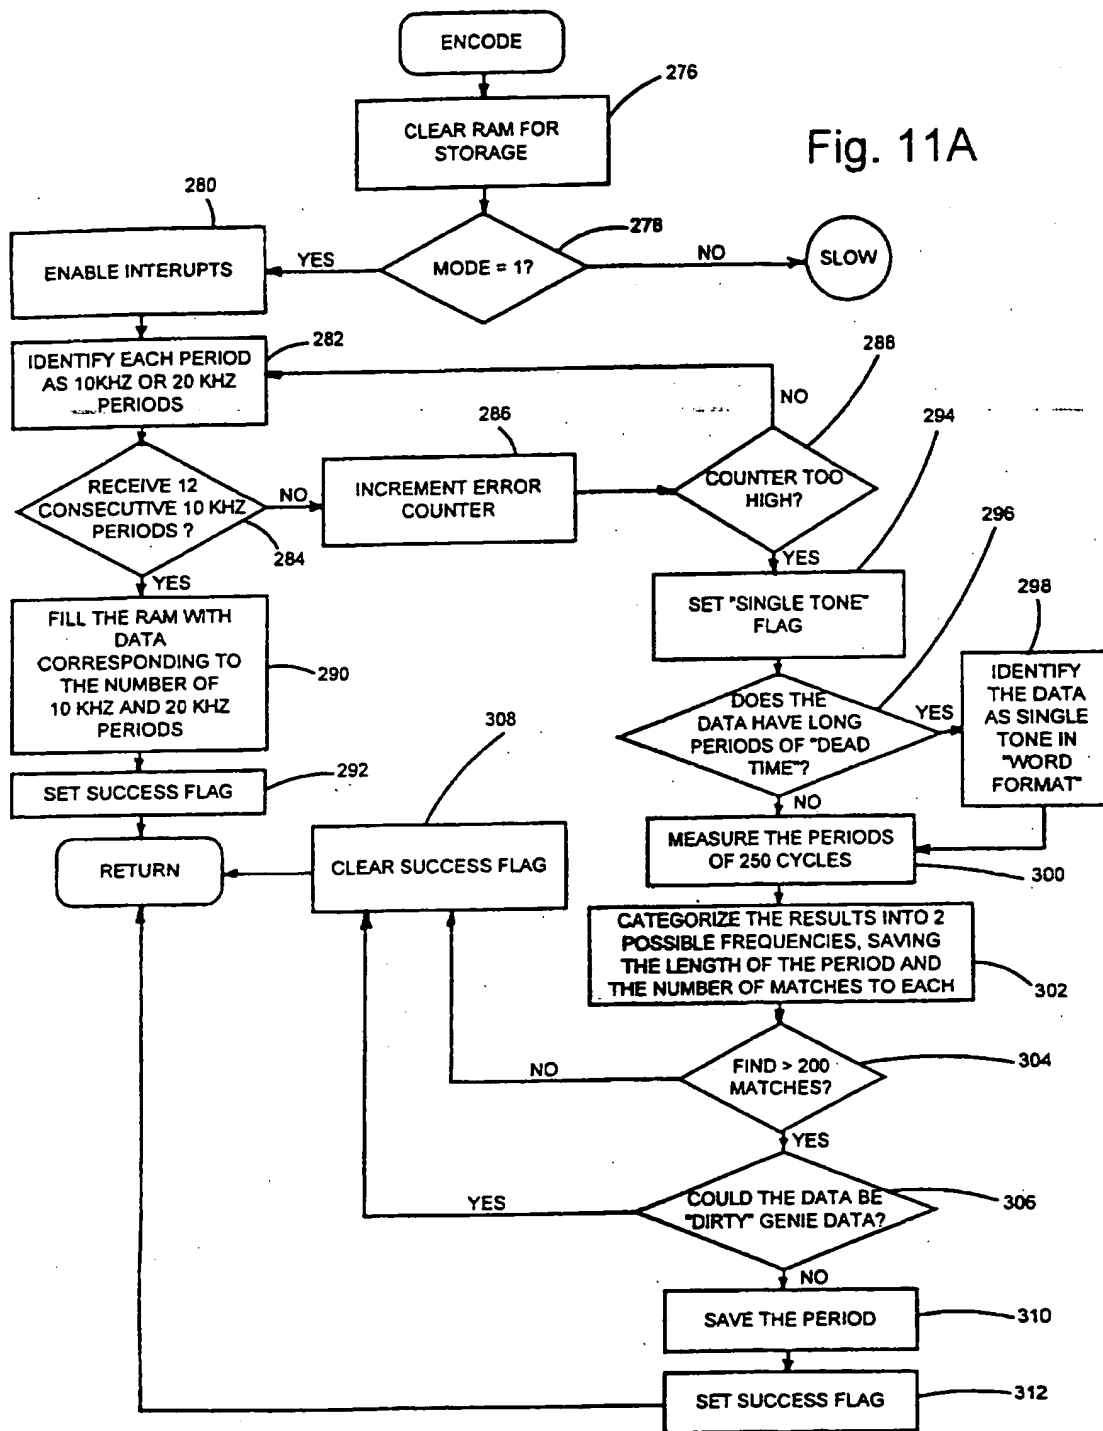 ENCODE
276
CLEAR RAM FOR
STORAGE
Fig. 11A
280
278
ENABLE INTERUPTS
YES
MODE = 1?
NO
SLOW
282
IDENTIFY EACH PERIOD
AS 10KHZ OR 20 KHZ
PERIODS
288
NO
286
294
RECEIVE 12
CONSECUTIVE 10 KHZ
PERIODS ?
NO
INCREMENT ERROR
COUNTER
COUNTER TOO
HIGH?
284
296
YES
YES
FILL THE RAM WITH
DATA
CORRESPONDING TO
THE NUMBER OF
10 KHZ AND 20 KHZ
PERIODS
290
SET "SINGLE TONE"
FLAG
298
DOES THE
DATA HAVE LONG
PERIODS OF "DEAD
TIME"?
YES
IDENTIFY
THE DATA
AS SINGLE
TONE IN
"WORD
FORMAT"
308
292
SET SUCCESS FLAG
NO
RETURN
CLEAR SUCCESS FLAG
MEASURE THE PERIODS
OF 250 CYCLES
300
CATEGORIZE THE RESULTS INTO 2
POSSIBLE FREQUENCIES, SAVING
THE LENGTH OF THE PERIOD AND
THE NUMBER OF MATCHES TO EACH
302
304
NO
FIND > 200
MATCHES?
YES
YES
COULD THE DATA BE
"DIRTY" GENIE DATA?
306
NO
SAVE THE PERIOD
310
SET SUCCESS FLAG
312